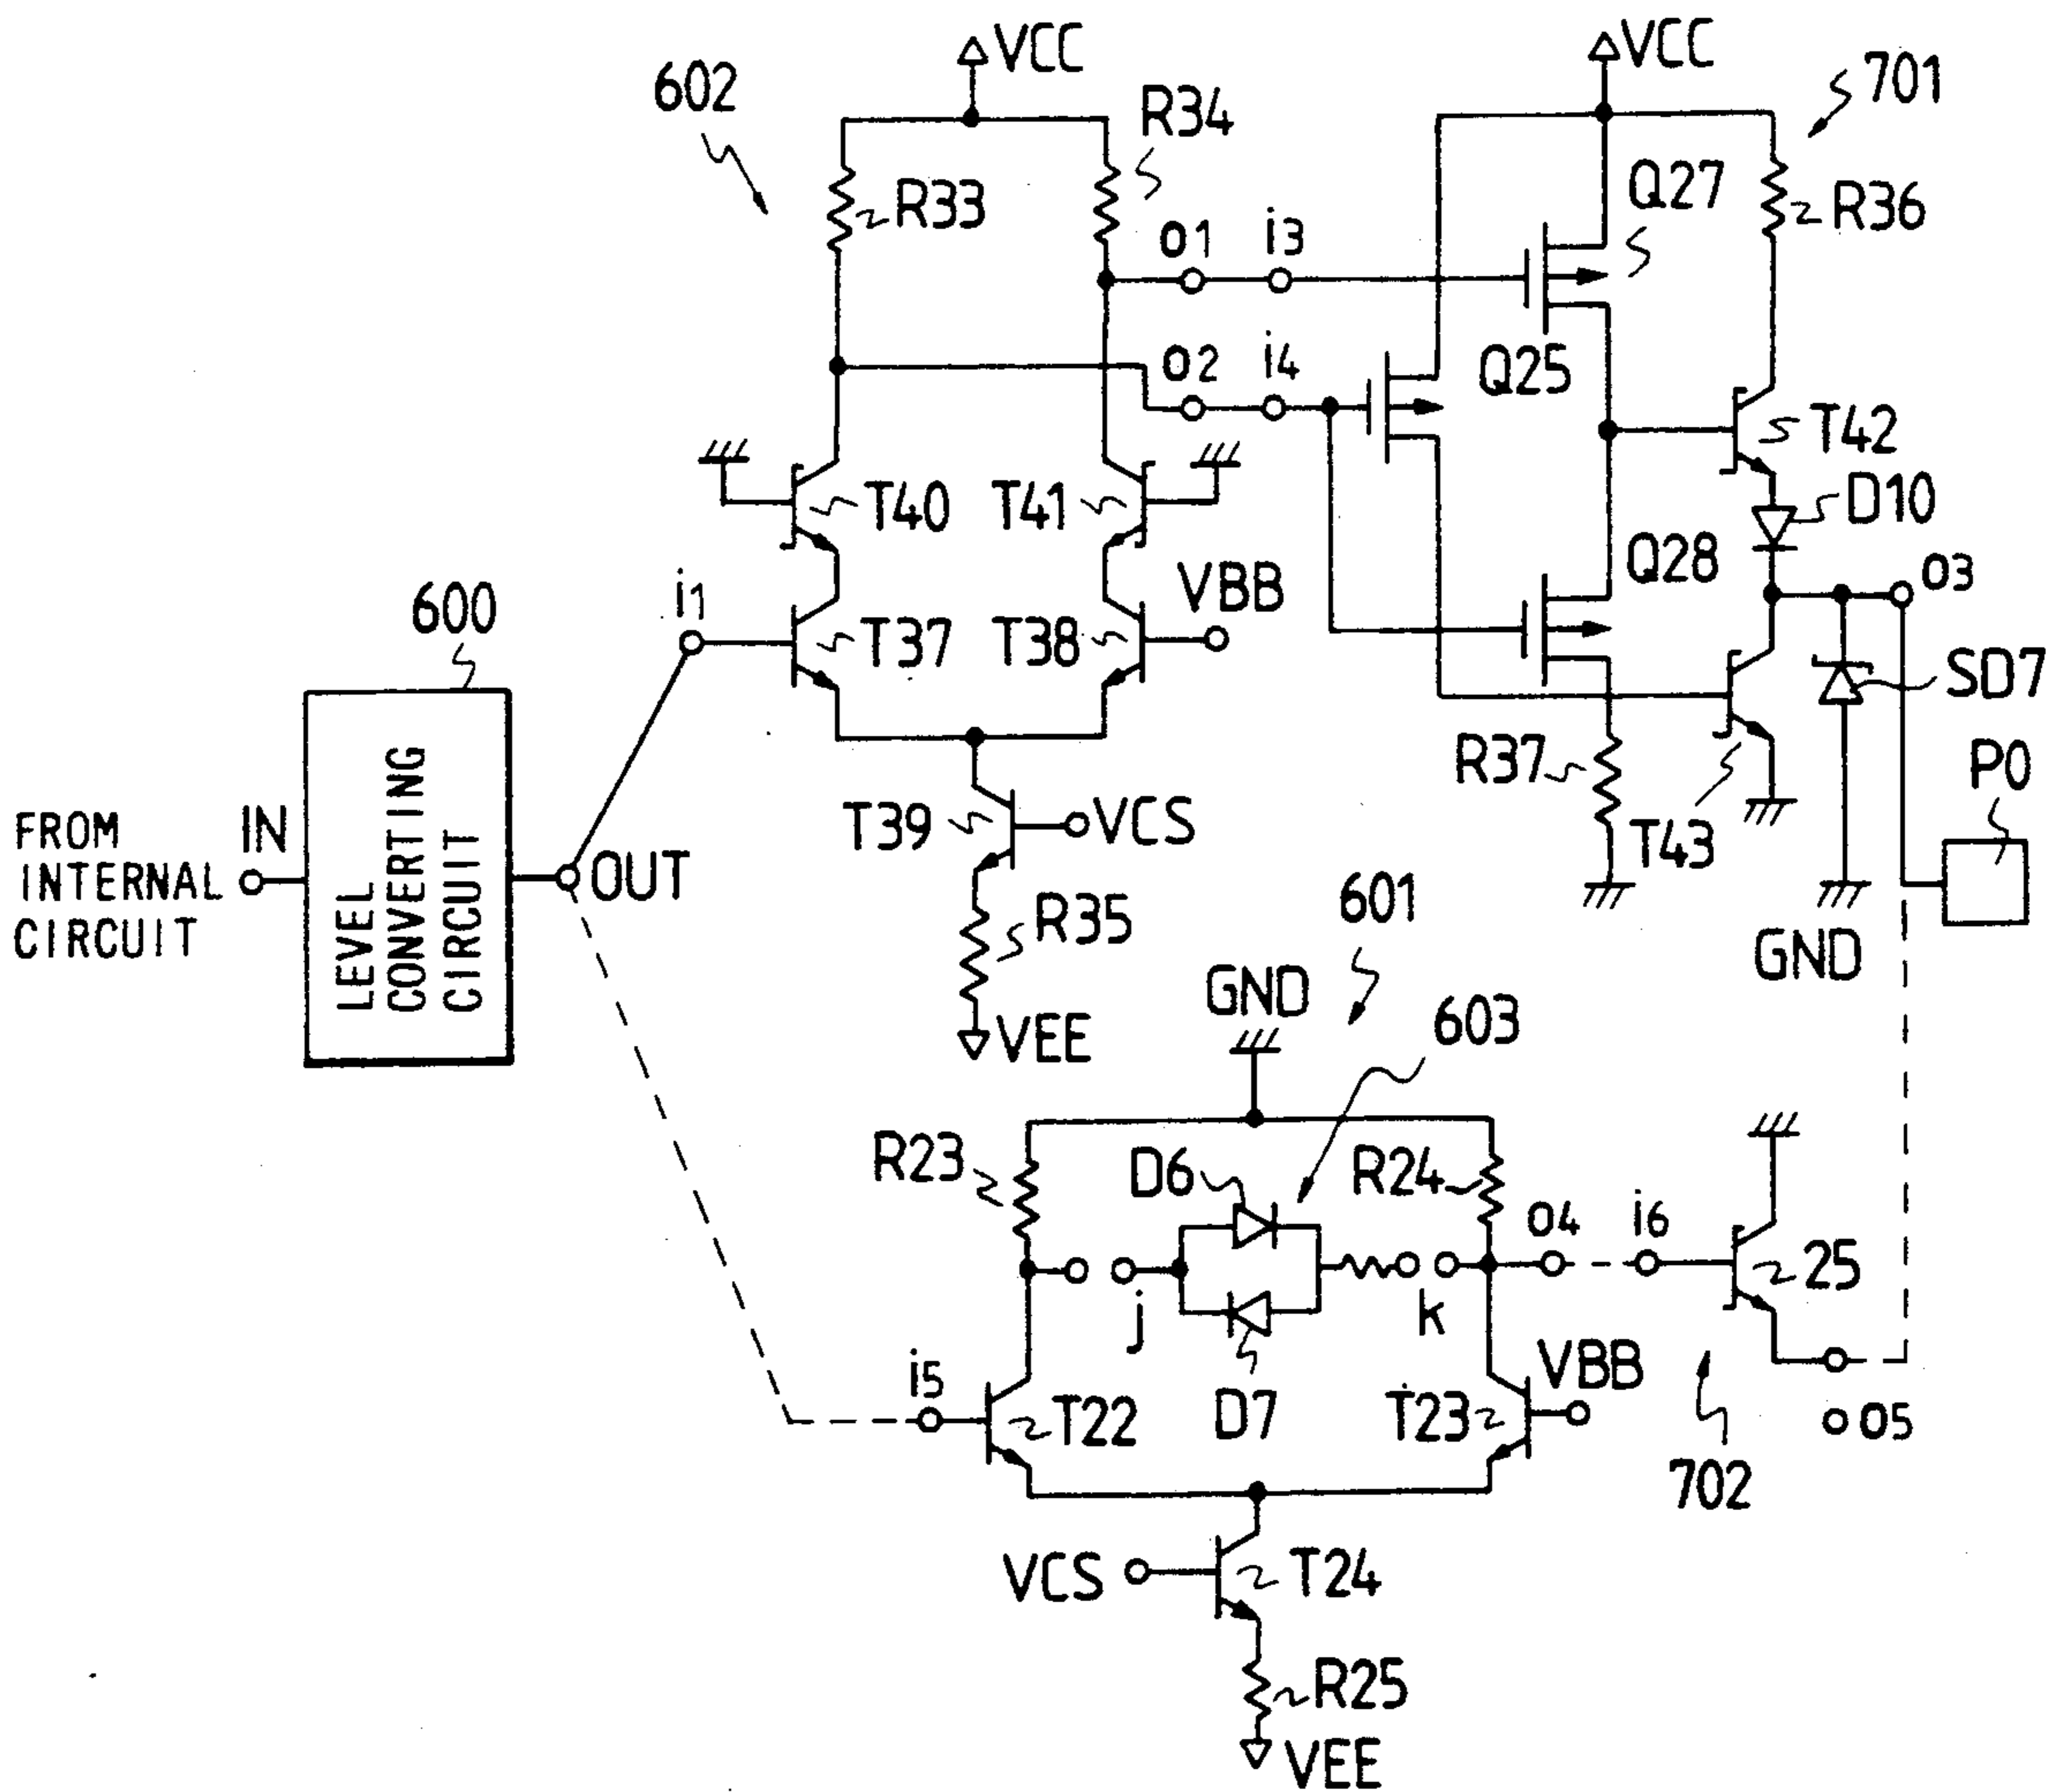 VCC
VCC
602
R34
701
R33
Q27
R36
o1
i3
o2
i4
Q25
T42
T40
T41
D10
VBB
Q28
o3
600
i1
T37
T38
SD7
R37
P0
T39
VCS
T43
FROM
INTERNAL
CIRCUIT
IN
LEVEL
CONVERTING
CIRCUIT
OUT
R35
601
GND
VEE
GND
603
R23
D6
R24
o4
i6
25
j
k
i5
T22
D7
T23
VBB
o5
702
VCS
T24
R25
VEE